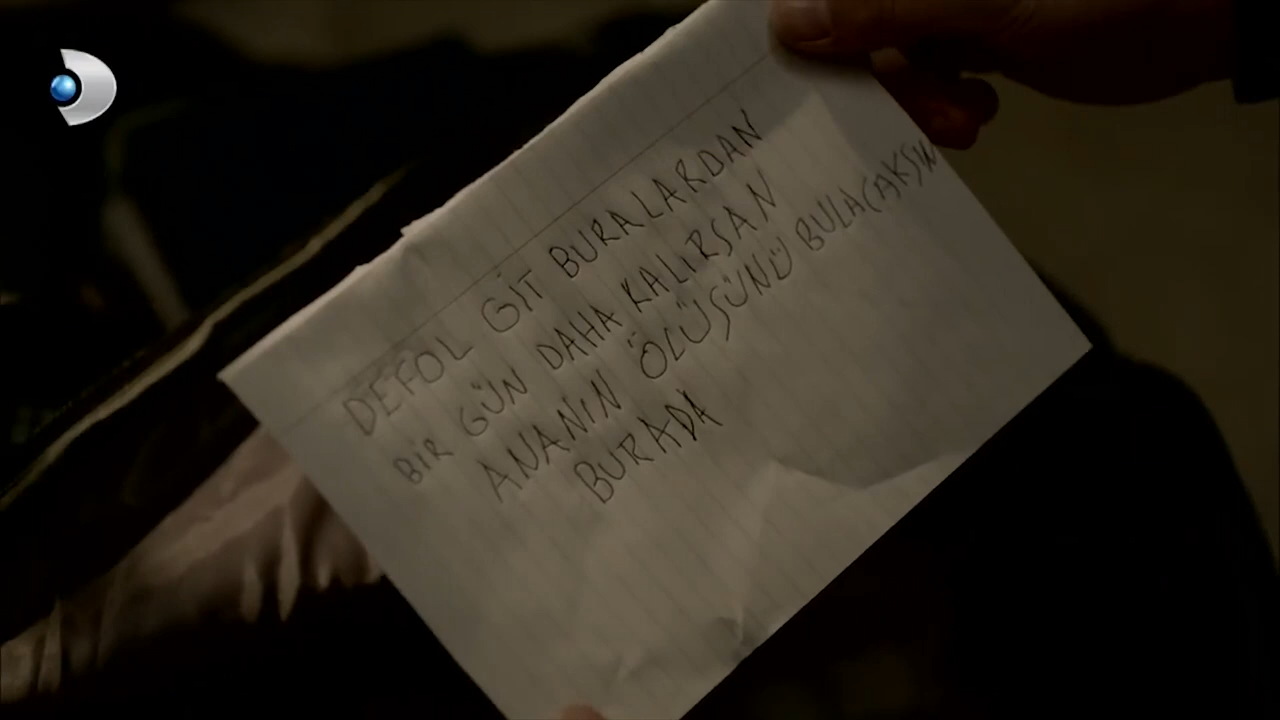 DEFOL GİT BURALARDAN
BİR GÜN DAHA KALIRSAN
ANANIN ÖLÜSÜNÜ BULACAKSIN
BURADA